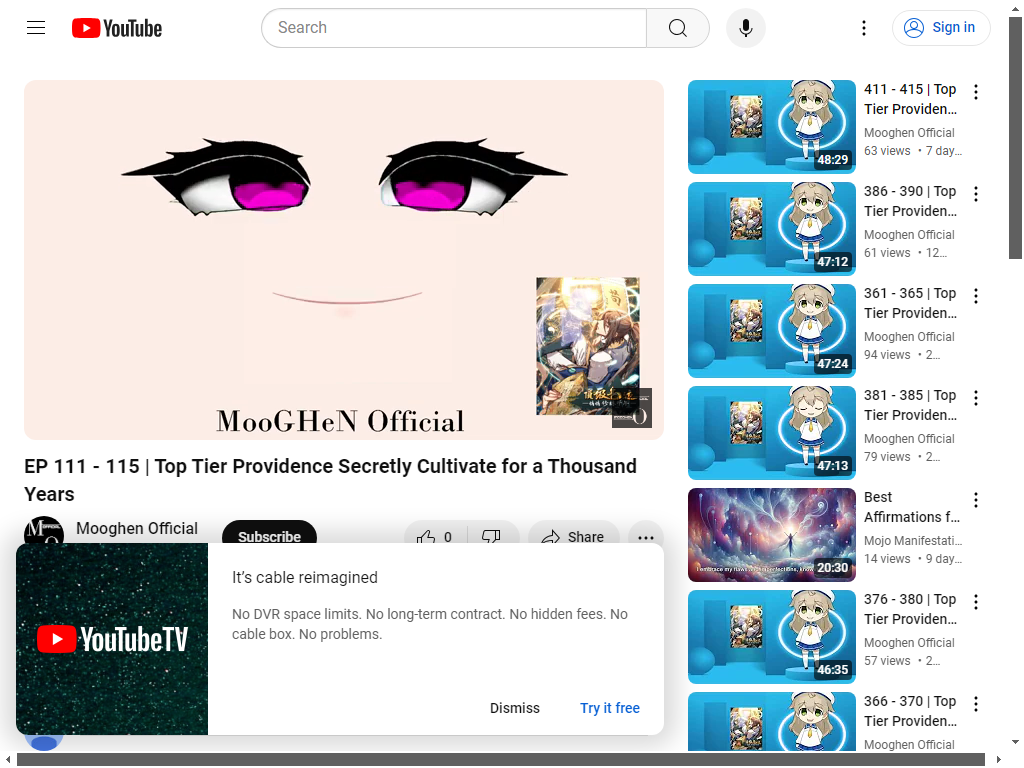 YouTube
Search
Sign in
MooGHeN Official
EP 111 - 115 | Top Tier Providence Secretly Cultivate for a Thousand
Years
Mooghen Official
Subscribe
0
Share
It's cable reimagined
No DVR space limits. No long-term contract. No hidden fees. No
cable box. No problems.
YouTubeTV
Dismiss
Try it free
411 - 415 | Top
Tier Providen...
Mooghen Official
63 views • 7 day...
48:29
386 - 390 | Top
Tier Providen...
Mooghen Official
61 views • 12...
47:12
361 - 365 | Top
Tier Providen...
Mooghen Official
94 views • 2...
47:24
381 - 385 | Top
Tier Providen...
Mooghen Official
79 views • 2...
47:13
Best
Affirmations f...
Mojo Manifestati...
14 views • 9 day...
20:30
376 - 380 | Top
Tier Providen...
Mooghen Official
57 views • 2...
46:35
366 - 370 | Top
Tier Providen...
Mooghen Official